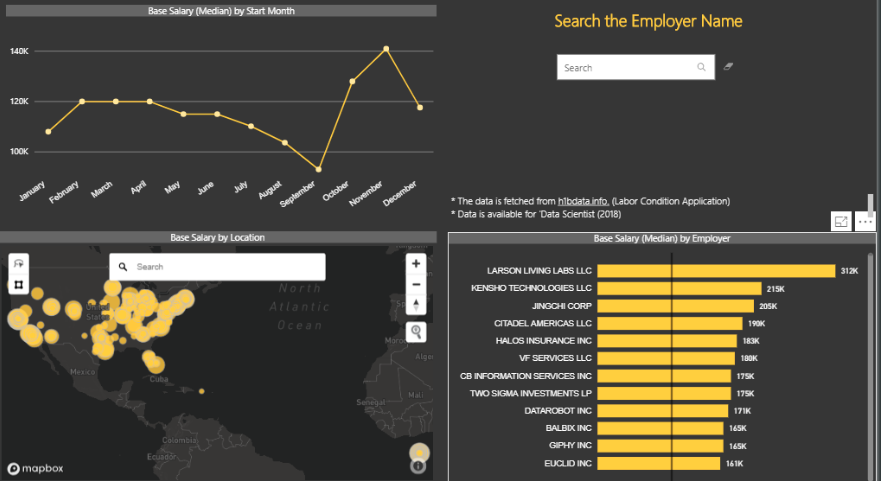 Base Salary (Median) by Start Month
140K
120K
100K
January
February
March
April
May
June
July
August
September
October
November
December
Search the Employer Name
Search
* The data is fetched from h1bdata.info. (Labor Condition Application)
* Data is available for 'Data Scientist (2018)
Base Salary by Location
Search
North
Atlantic
Ocean
United
States
Mexico
Cuba
Senegal
Mali
Colombia
Ecuador
mapbox
Base Salary (Median) by Employer
LARSON LIVING LABS LLC 312K
KENSHO TECHNOLOGIES LLC 215K
JINGCHI CORP 205K
CITADEL AMERICAS LLC 190K
HALOS INSURANCE INC 183K
VF SERVICES LLC 180K
CB INFORMATION SERVICES INC 175K
TWO SIGMA INVESTMENTS LP 175K
DATAROBOT INC 171K
BALBIX INC 165K
GIPHY INC 165K
EUCLID INC 161K